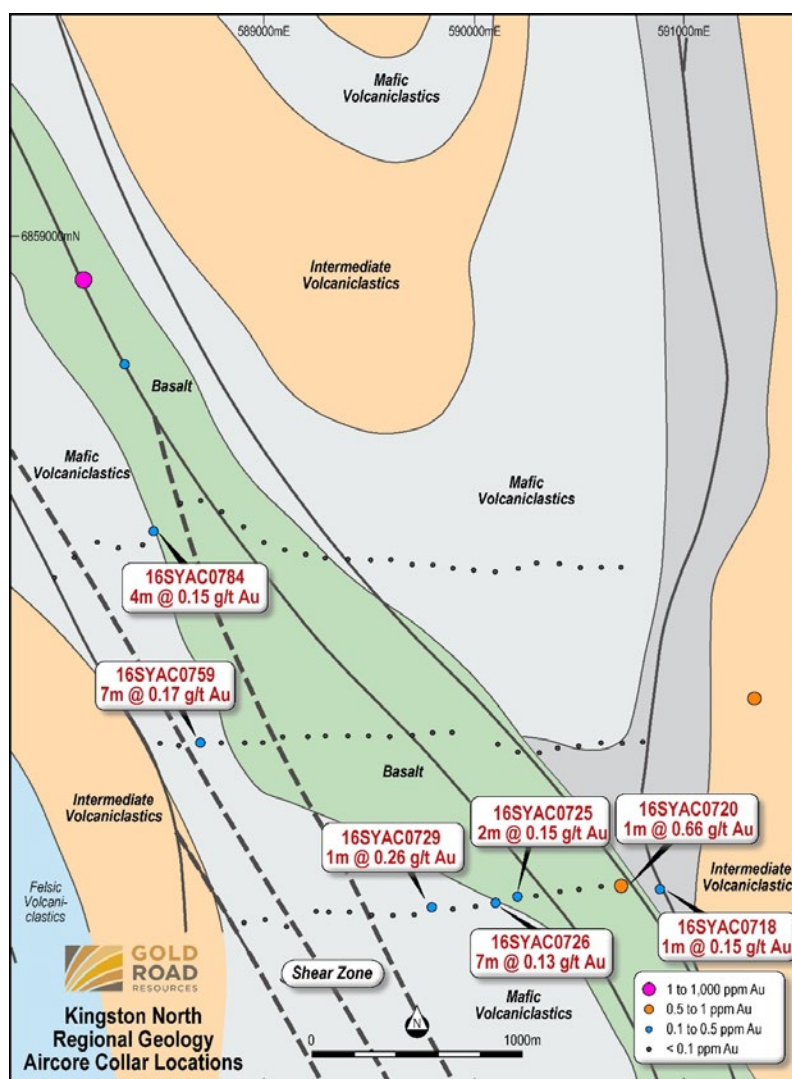 589000mE
590000mE
591000mE
Mafic
Volcaniclastics
6859000mN
Intermediate
Volcaniclastics
Basalt
Mafic
Volcaniclastics
Mafic
Volcaniclastics
16SYAC0784
4m @ 0.15 g/t Au
16SYAC0759
7m @ 0.17 g/t Au
Basalt
Intermediate
Volcaniclastics
16SYAC0729
1m @ 0.26 g/t Au
16SYAC0725
2m @ 0.15 g/t Au
16SYAC0720
1m @ 0.66 g/t Au
Intermediate
Volcaniclastics
Felsic
Volcani-
clastics
16SYAC0726
7m @ 0.13 g/t Au
16SYAC0718
1m @ 0.15 g/t Au
GOLD
ROAD
RESOURCES
Shear Zone
Mafic
Volcaniclastics
Kingston North
Regional Geology
Aircore Collar Locations
N
0
1000m
1 to 1,000 ppm Au
0.5 to 1 ppm Au
0.1 to 0.5 ppm Au
< 0.1 ppm Au